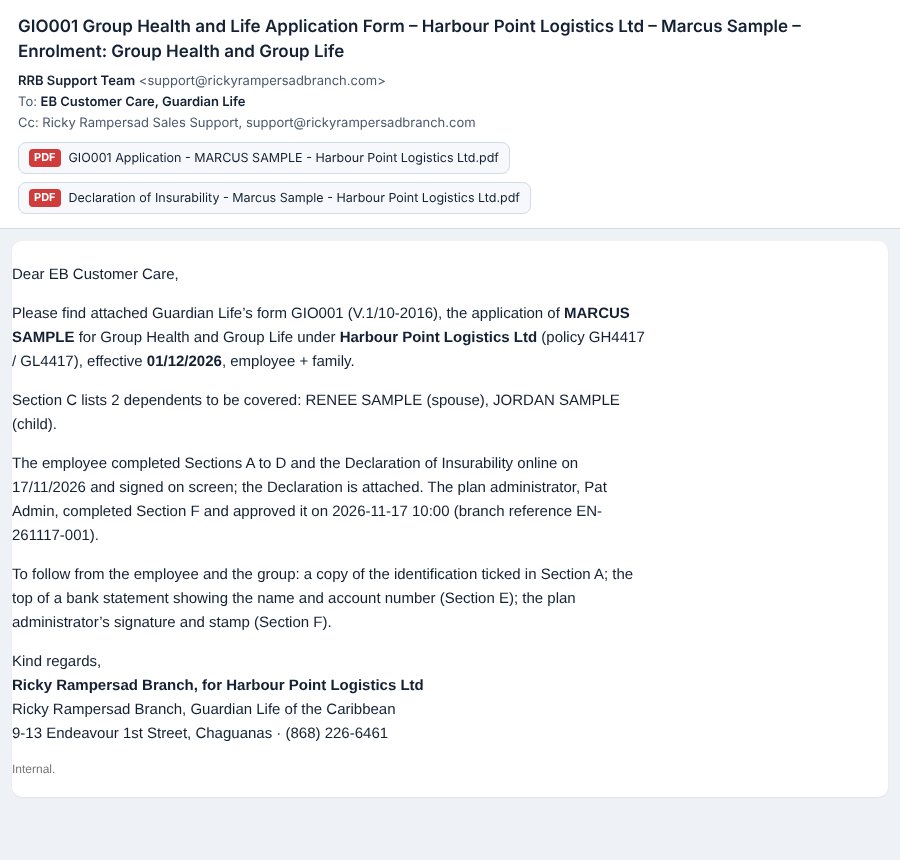 GIO001 Group Health and Life Application Form – Harbour Point Logistics Ltd – Marcus Sample –
Enrolment: Group Health and Group Life
RRB Support Team <support@rickyrampersadbranch.com>
To: EB Customer Care, Guardian Life
Cc: Ricky Rampersad Sales Support, support@rickyrampersadbranch.com
PDF GIO001 Application - MARCUS SAMPLE - Harbour Point Logistics Ltd.pdf
PDF Declaration of Insurability - Marcus Sample - Harbour Point Logistics Ltd.pdf
Dear EB Customer Care,
Please find attached Guardian Life’s form GIO001 (V.1/10-2016), the application of MARCUS
SAMPLE for Group Health and Group Life under Harbour Point Logistics Ltd (policy GH4417
/ GL4417), effective 01/12/2026, employee + family.
Section C lists 2 dependents to be covered: RENEE SAMPLE (spouse), JORDAN SAMPLE
(child).
The employee completed Sections A to D and the Declaration of Insurability online on
17/11/2026 and signed on screen; the Declaration is attached. The plan administrator, Pat
Admin, completed Section F and approved it on 2026-11-17 10:00 (branch reference EN-
261117-001).
To follow from the employee and the group: a copy of the identification ticked in Section A; the
top of a bank statement showing the name and account number (Section E); the plan
administrator’s signature and stamp (Section F).
Kind regards,
Ricky Rampersad Branch, for Harbour Point Logistics Ltd
Ricky Rampersad Branch, Guardian Life of the Caribbean
9-13 Endeavour 1st Street, Chaguanas · (868) 226-6461
Internal.